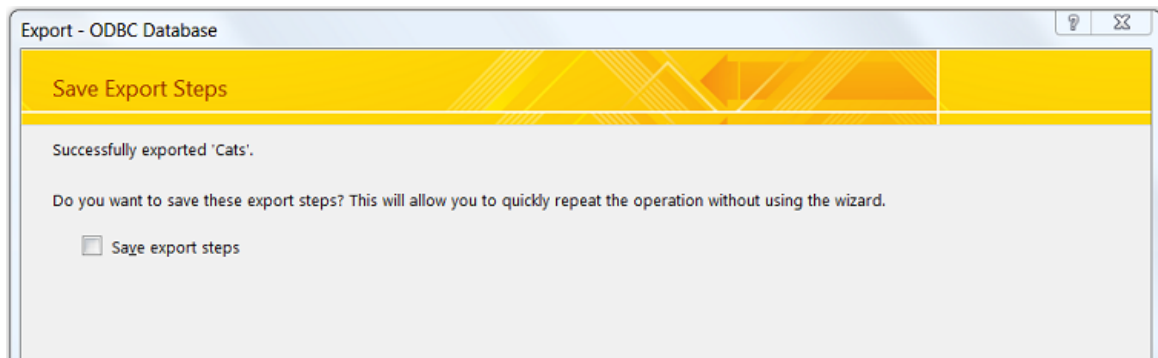 Export - ODBC Database
Save Export Steps
Successfully exported 'Cats'.
Do you want to save these export steps? This will allow you to quickly repeat the operation without using the wizard.
Save export steps